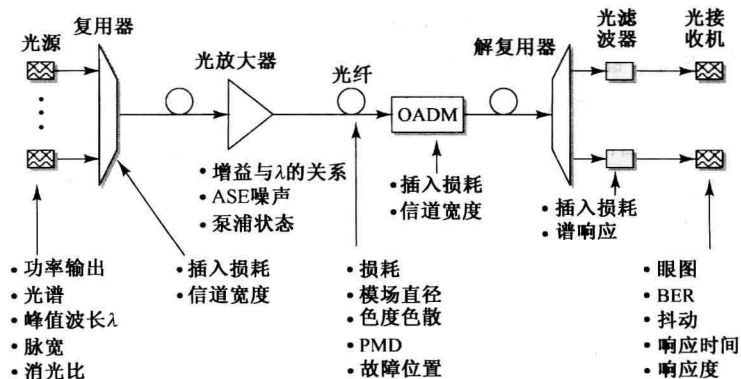 光源
复用器
光放大器
光纤
OADM
解复用器
光滤
波器
光接
收机
• 增益与λ的关系
• ASE噪声
• 泵浦状态
• 插入损耗
• 信道宽度
• 插入损耗
• 谱响应
• 功率输出
• 光谱
• 峰值波长λ
• 脉宽
• 消光比
• 插入损耗
• 信道宽度
• 损耗
• 模场直径
• 色度色散
• PMD
• 故障位置
• 眼图
• BER
• 抖动
• 响应时间
• 响应度